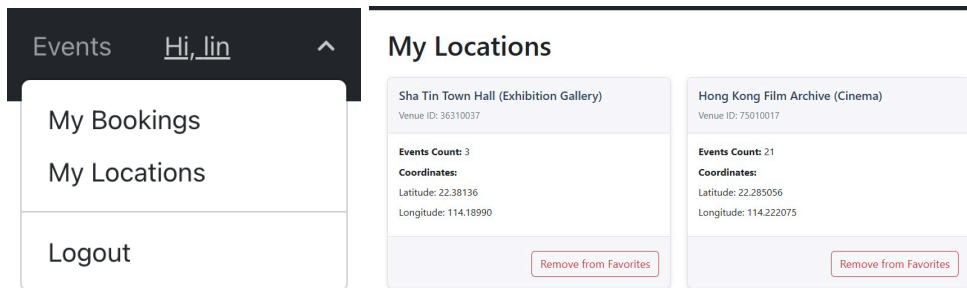 Events Hi, lin
My Bookings
My Locations
Logout
My Locations
Sha Tin Town Hall (Exhibition Gallery)
Venue ID: 36310037
Events Count: 3
Coordinates:
Latitude: 22.38136
Longitude: 114.18990
Remove from Favorites
Hong Kong Film Archive (Cinema)
Venue ID: 75010017
Events Count: 21
Coordinates:
Latitude: 22.285056
Longitude: 114.222075
Remove from Favorites